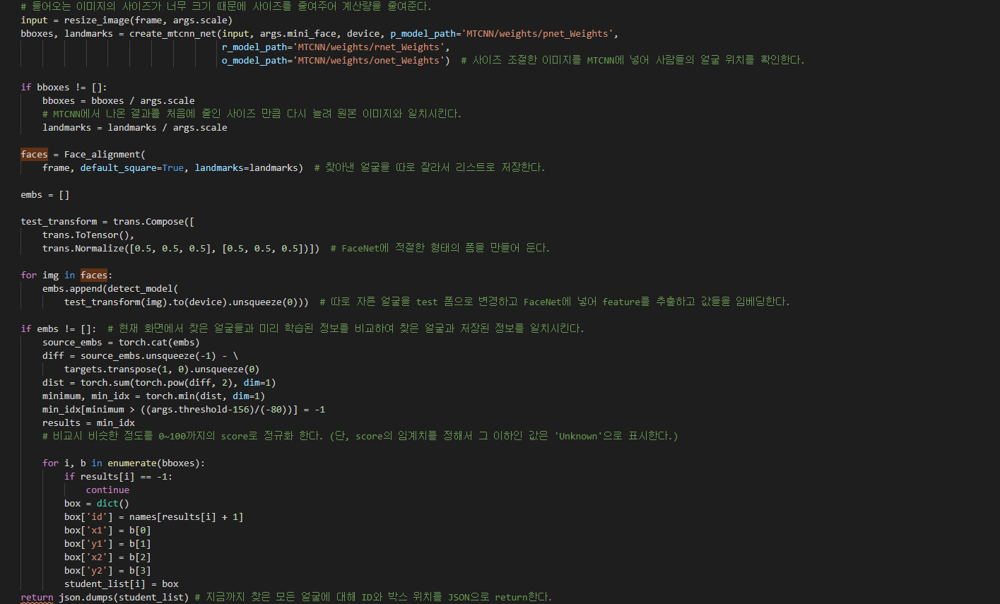 # 들어오는 이미지의 사이즈가 너무 크기 때문에 사이즈를 줄여주어 계산량을 줄여준다.
input = resize_image(frame, args.scale)
bboxes, landmarks = create_mtcnn_net(input, args.mini_face, device, p_model_path='MTCNN/weights/pnet_Weights',
r_model_path='MTCNN/weights/rnet_Weights',
o_model_path='MTCNN/weights/onet_Weights')  # 사이즈 조절한 이미지를 MTCNN에 넣어 사람들의 얼굴 위치를 확인한다.
if bboxes != []:
bboxes = bboxes / args.scale
# MTCNN에서 나온 결과를 처음에 줄인 사이즈 만큼 다시 늘려 원본 이미지와 일치시킨다.
landmarks = landmarks / args.scale
faces = Face_alignment(
frame, default_square=True, landmarks=landmarks)  # 찾아낸 얼굴을 따로 잘라서 리스트로 저장한다.
embs = []
test_transform = trans.Compose([
trans.ToTensor(),
trans.Normalize([0.5, 0.5, 0.5], [0.5, 0.5, 0.5])])  # FaceNet에 적절한 형태의 폼을 만들어 둔다.
for img in faces:
embs.append(detect_model(
test_transform(img).to(device).unsqueeze(0)))  # 따로 자른 얼굴을 test 폼으로 변경하고 FaceNet에 넣어 feature를 추출하고 값들을 임베딩한다.
if embs != []:  # 현재 화면에서 찾은 얼굴들과 미리 학습된 정보를 비교하여 찾은 얼굴과 저장된 정보를 일치시킨다.
source_embs = torch.cat(embs)
diff = source_embs.unsqueeze(-1) - \
targets.transpose(1, 0).unsqueeze(0)
dist = torch.sum(torch.pow(diff, 2), dim=1)
minimum, min_idx = torch.min(dist, dim=1)
min_idx[minimum > ((args.threshold-156)/(-80))] = -1
results = min_idx
# 비교시 비슷한 정도를 0~100까지의 score로 정규화 한다. (단, score의 임계치를 정해서 그 이하인 값은 'Unknown'으로 표시한다.)
for i, b in enumerate(bboxes):
if results[i] == -1:
continue
box = dict()
box['id'] = names[results[i] + 1]
box['x1'] = b[0]
box['y1'] = b[1]
box['x2'] = b[2]
box['y2'] = b[3]
student_list[i] = box
return json.dumps(student_list) # 지금까지 찾은 모든 얼굴에 대해 ID와 박스 위치를 JSON으로 return한다.